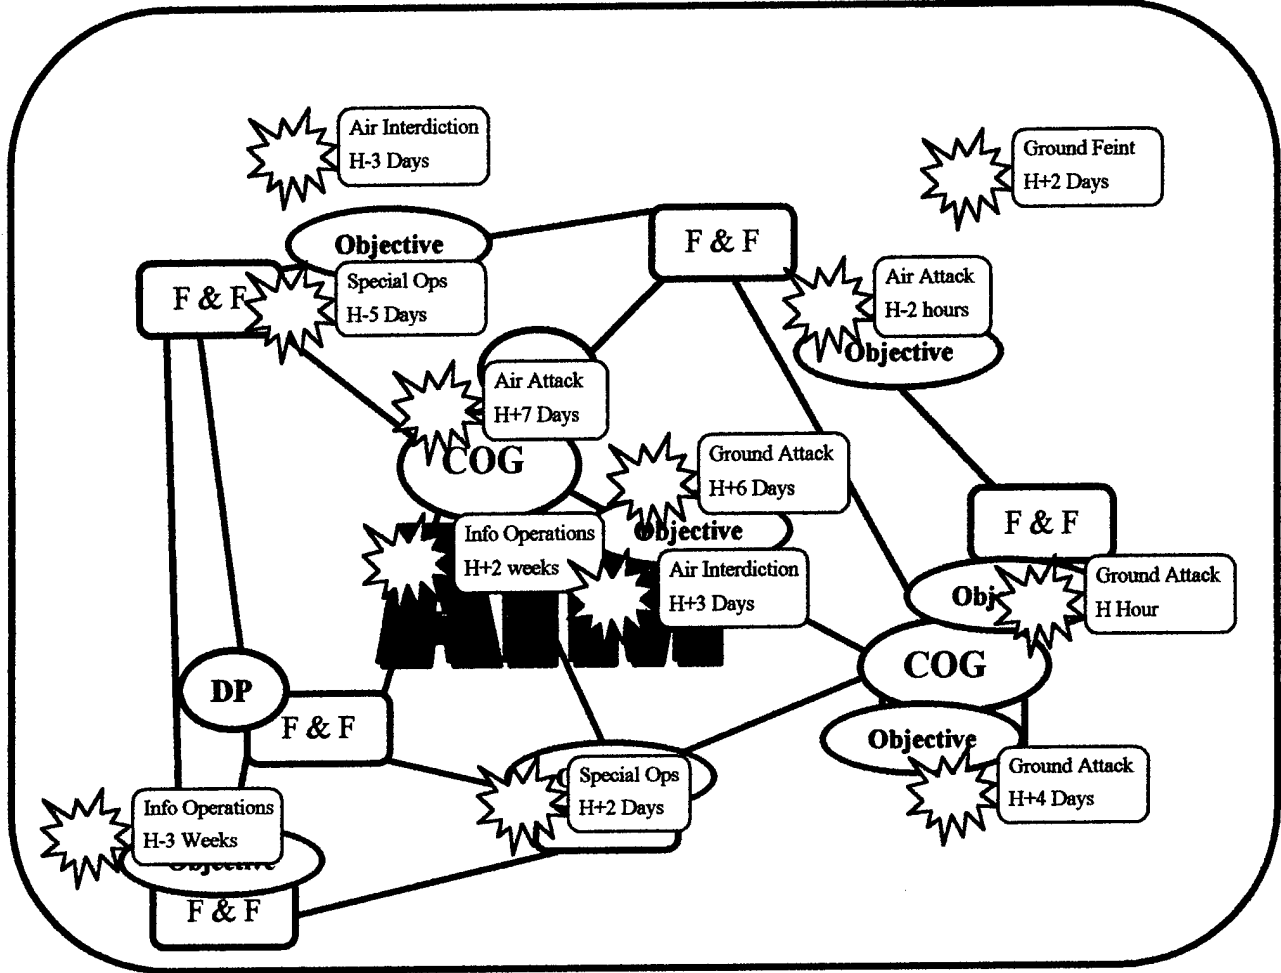 Air Interdiction
H-3 Days
Ground Feint
H+2 Days
Objective
F & F
F & F
Special Ops
H-5 Days
Air Attack
H-2 hours
Objective
Air Attack
H+7 Days
COG
Ground Attack
H+6 Days
Objective
F & F
Info Operations
H+2 weeks
Air Interdiction
H+3 Days
Obj
Ground Attack
H Hour
COG
DP
F & F
Objective
Special Ops
H+2 Days
Ground Attack
H+4 Days
Info Operations
H-3 Weeks
Objective
F & F